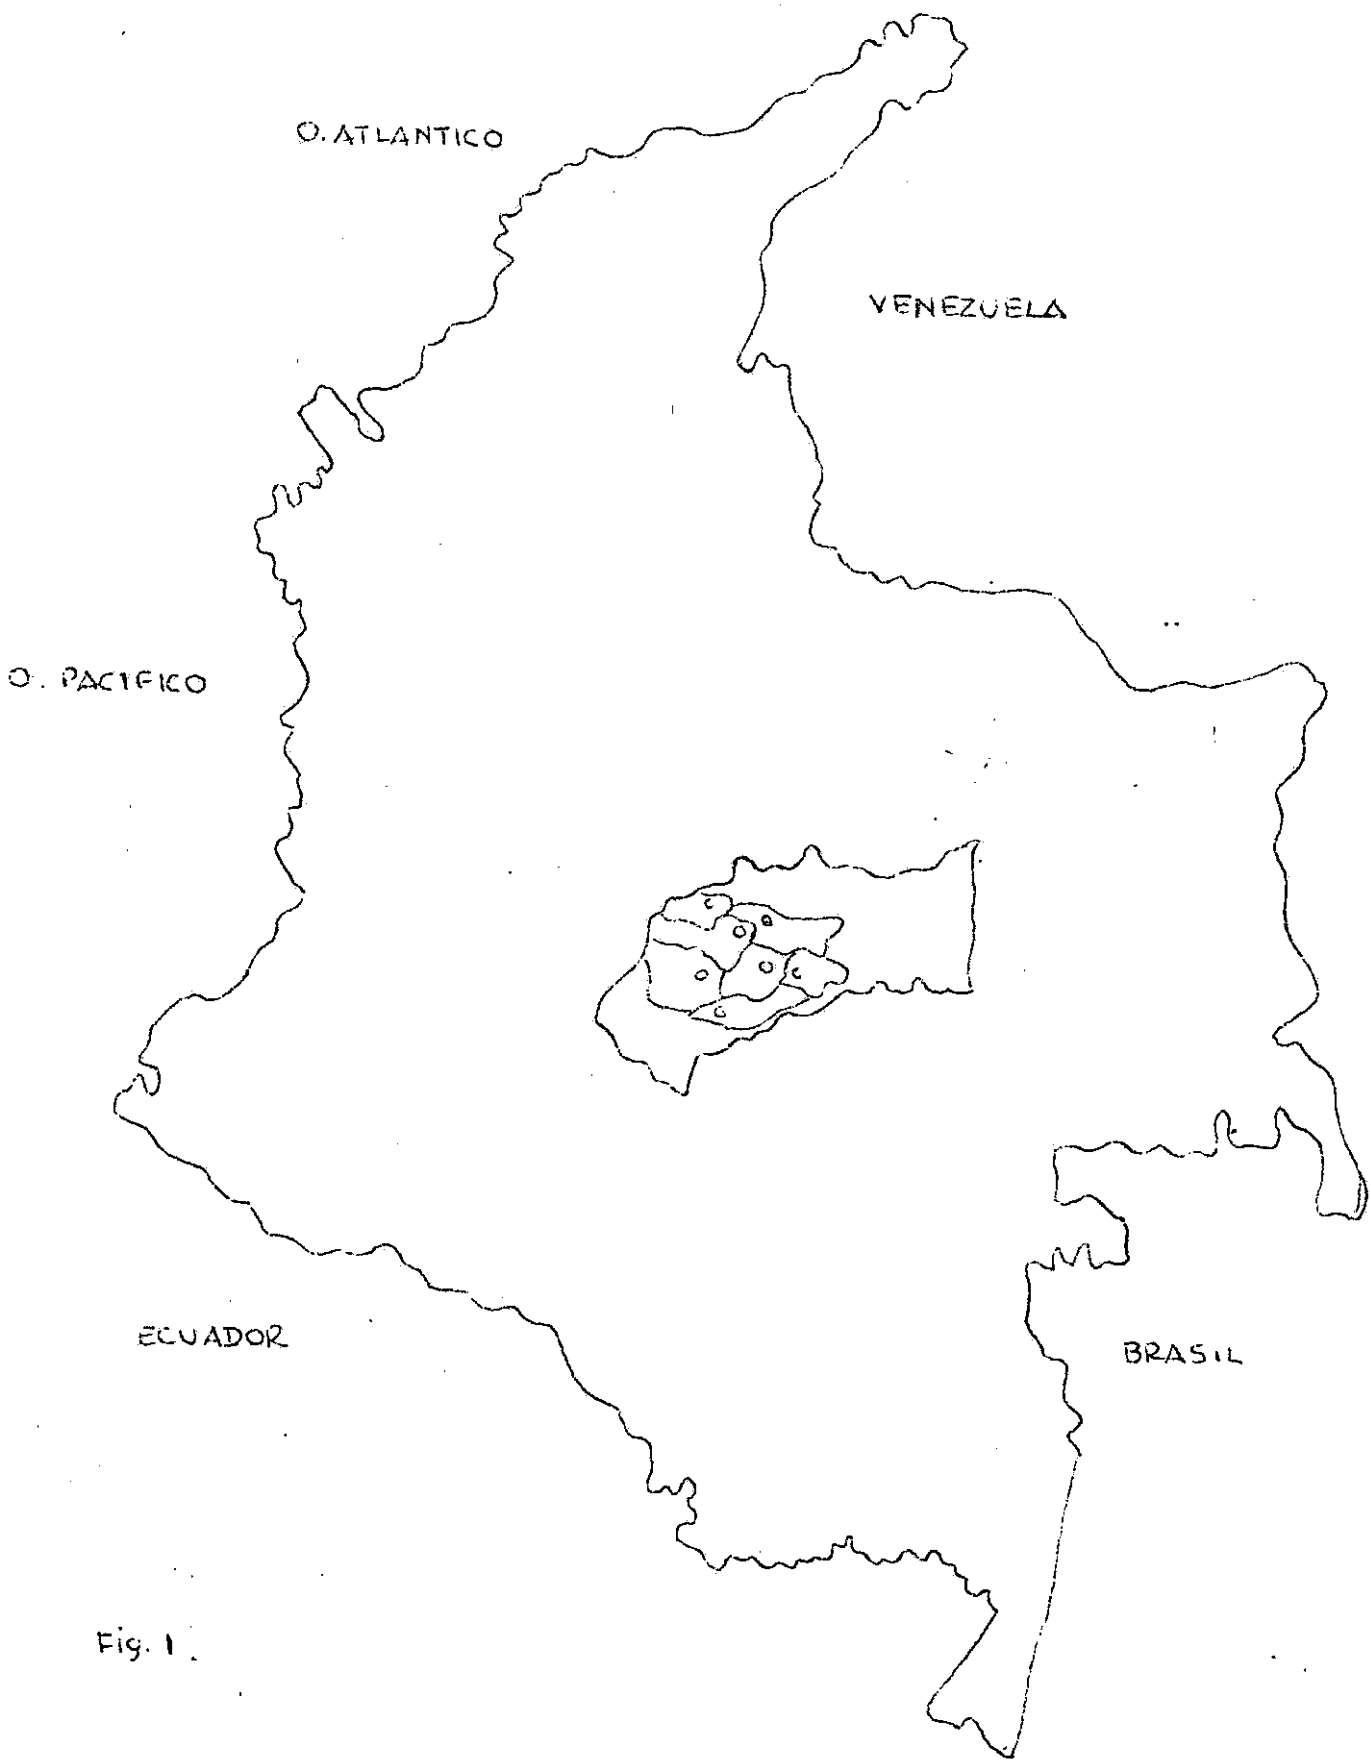 O. ATLANTICO
VENEZUELA
O. PACIFICO
ECUADOR
BRASIL
Fig. 1.